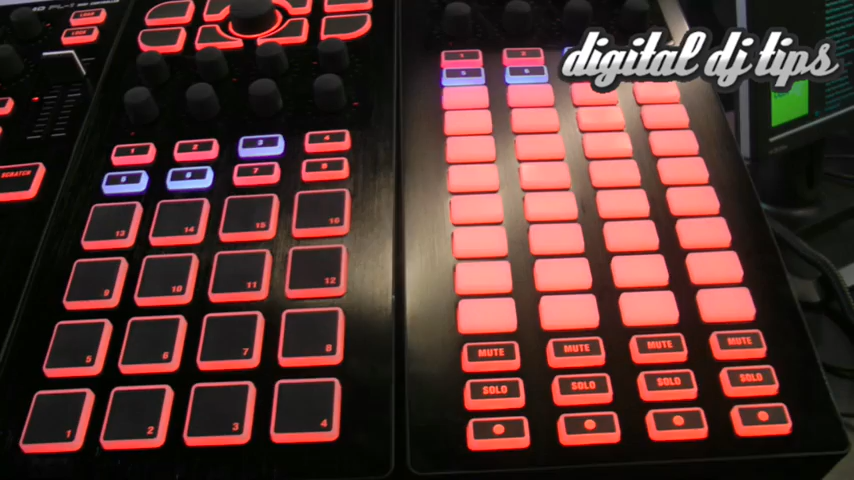 digital dj tips
LOCK
SCRATCH
1 2 3 4
5 6 7 8
13 14 15 16
9 10 11 12
5 6 7 8
1 2 3 4
1 2
5 6
MUTE MUTE MUTE MUTE
SOLO SOLO SOLO SOLO